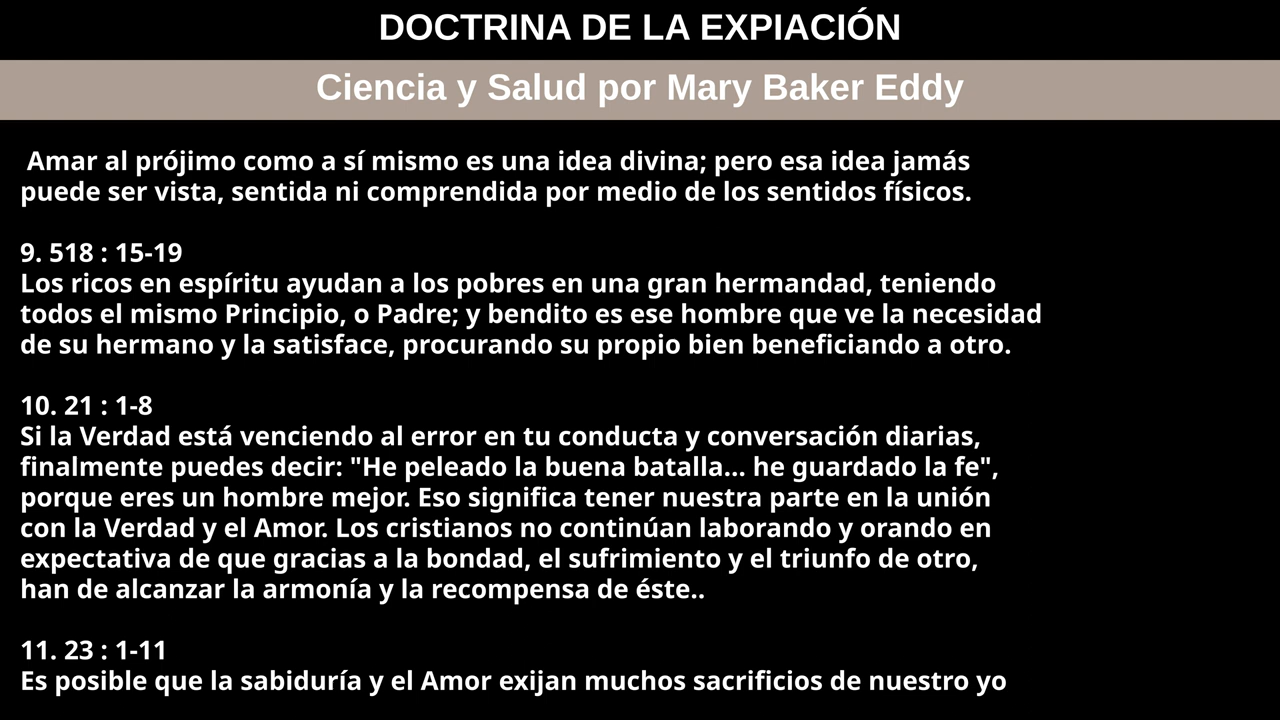 DOCTRINA DE LA EXPIACIÓN
Ciencia y Salud por Mary Baker Eddy
Amar al prójimo como a sí mismo es una idea divina; pero esa idea jamás
puede ser vista, sentida ni comprendida por medio de los sentidos físicos.
9. 518 : 15-19
Los ricos en espíritu ayudan a los pobres en una gran hermandad, teniendo
todos el mismo Principio, o Padre; y bendito es ese hombre que ve la necesidad
de su hermano y la satisface, procurando su propio bien beneficiando a otro.
10. 21 : 1-8
Si la Verdad está venciendo al error en tu conducta y conversación diarias,
finalmente puedes decir: "He peleado la buena batalla... he guardado la fe",
porque eres un hombre mejor. Eso significa tener nuestra parte en la unión
con la Verdad y el Amor. Los cristianos no continúan laborando y orando en
expectativa de que gracias a la bondad, el sufrimiento y el triunfo de otro,
han de alcanzar la armonía y la recompensa de éste..
11. 23 : 1-11
Es posible que la sabiduría y el Amor exijan muchos sacrificios de nuestro yo